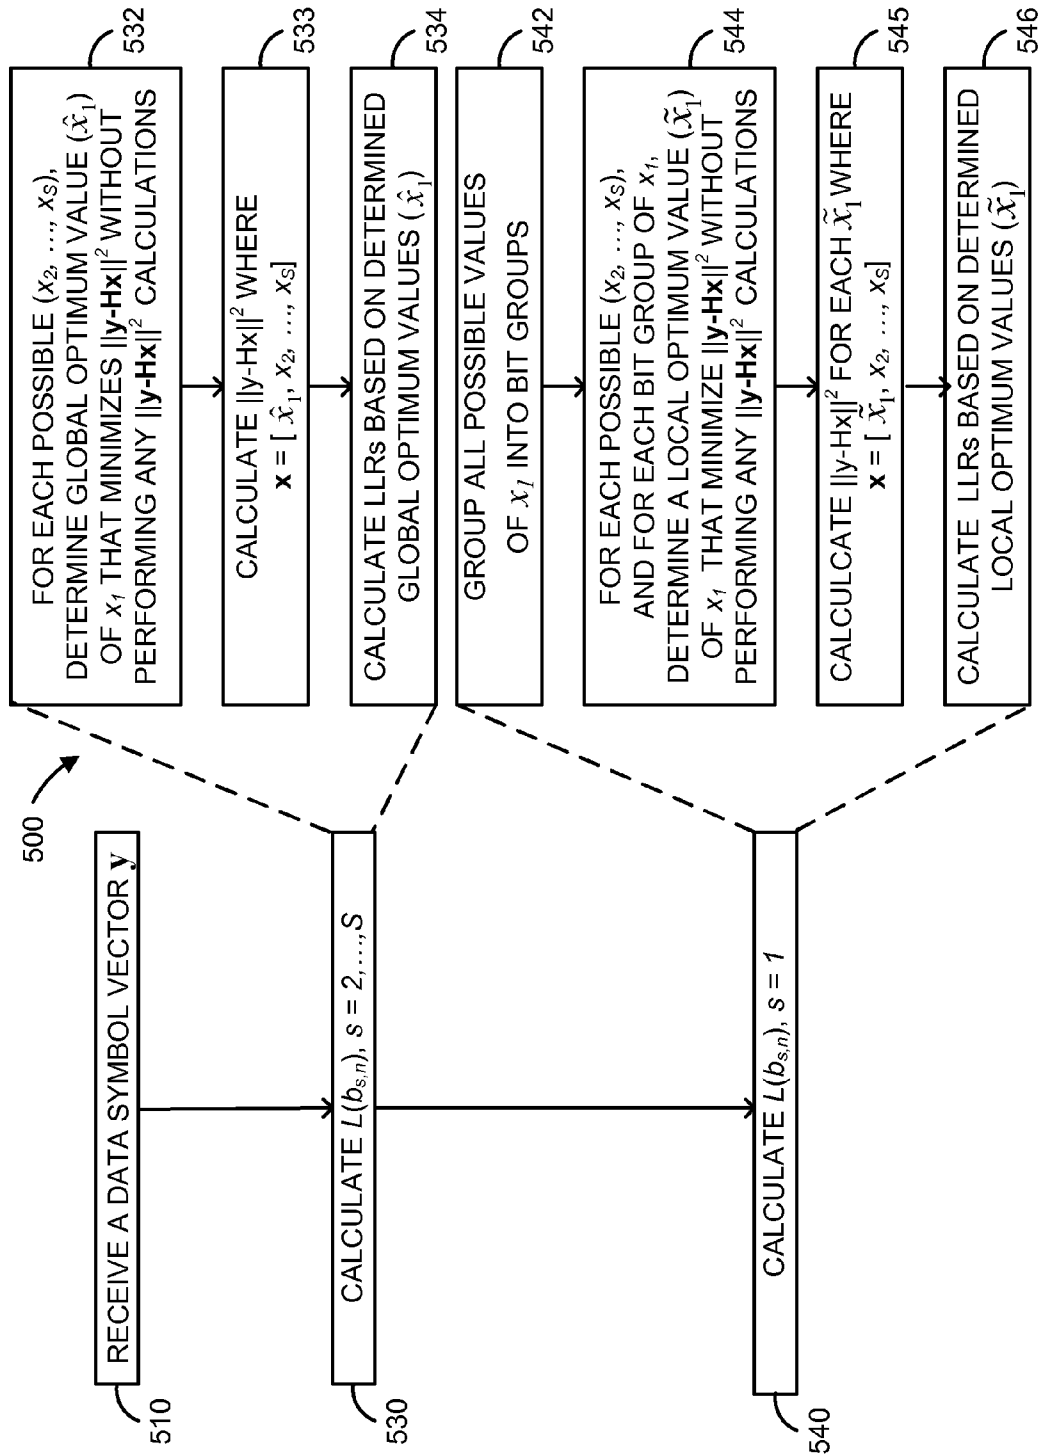 500
RECEIVE A DATA SYMBOL VECTOR y
510
CALCULATE L(b_{s,n}), s = 2,...,S
530
CALCULATE L(b_{s,n}), s = 1
540
FOR EACH POSSIBLE (x_2, ..., x_S),
DETERMINE GLOBAL OPTIMUM VALUE (x̂_1)
OF x_1 THAT MINIMIZES ||y-Hx||² WITHOUT
PERFORMING ANY ||y-Hx||² CALCULATIONS
532
CALCULATE ||y-Hx||² WHERE
x = [ x̂_1, x_2, ..., x_S]
533
CALCULATE LLRs BASED ON DETERMINED
GLOBAL OPTIMUM VALUES (x̂_1)
534
GROUP ALL POSSIBLE VALUES
OF x_1 INTO BIT GROUPS
542
FOR EACH POSSIBLE (x_2, ..., x_S),
AND FOR EACH BIT GROUP OF x_1,
DETERMINE A LOCAL OPTIMUM VALUE (x̃_1)
OF x_1 THAT MINIMIZE ||y-Hx||² WITHOUT
PERFORMING ANY ||y-Hx||² CALCULATIONS
544
CALCULCATE ||y-Hx||² FOR EACH x̃_1 WHERE
x = [ x̃_1, x_2, ..., x_S]
545
CALCULATE LLRs BASED ON DETERMINED
LOCAL OPTIMUM VALUES (x̃_1)
546